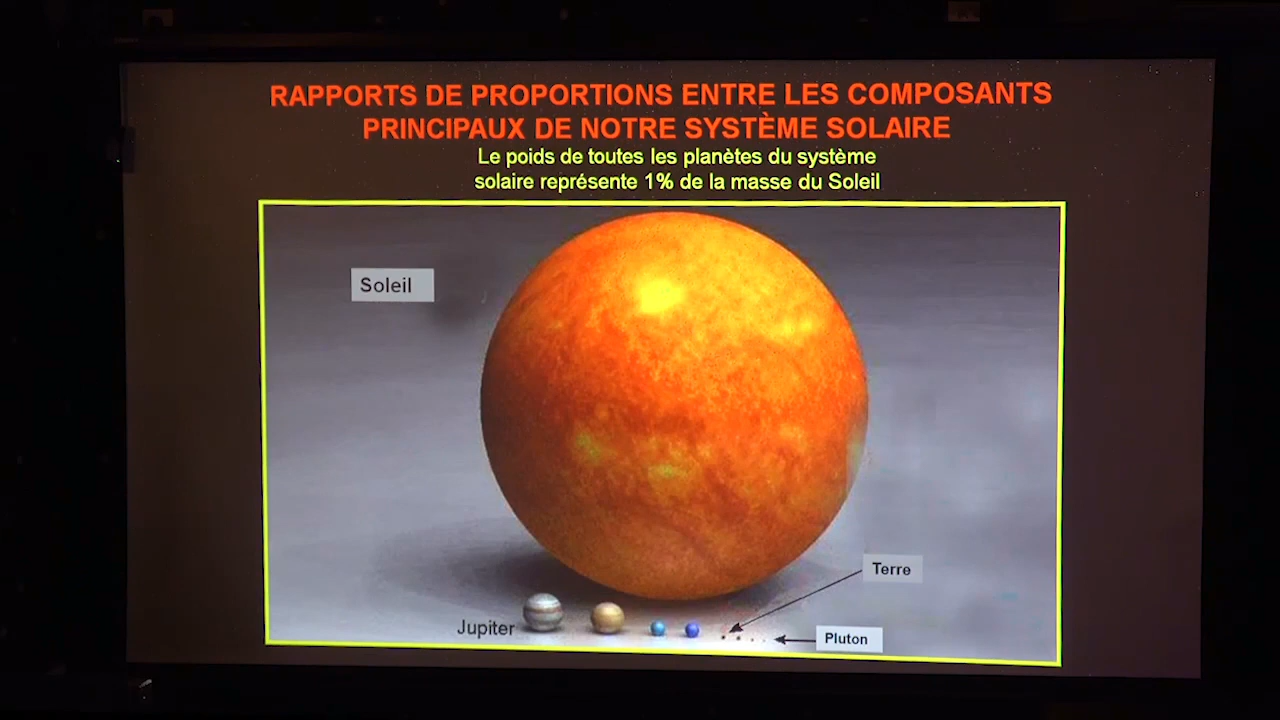 RAPPORTS DE PROPORTIONS ENTRE LES COMPOSANTS
PRINCIPAUX DE NOTRE SYSTÈME SOLAIRE
Le poids de toutes les planètes du système
solaire représente 1% de la masse du Soleil
Soleil
Terre
Jupiter
Pluton